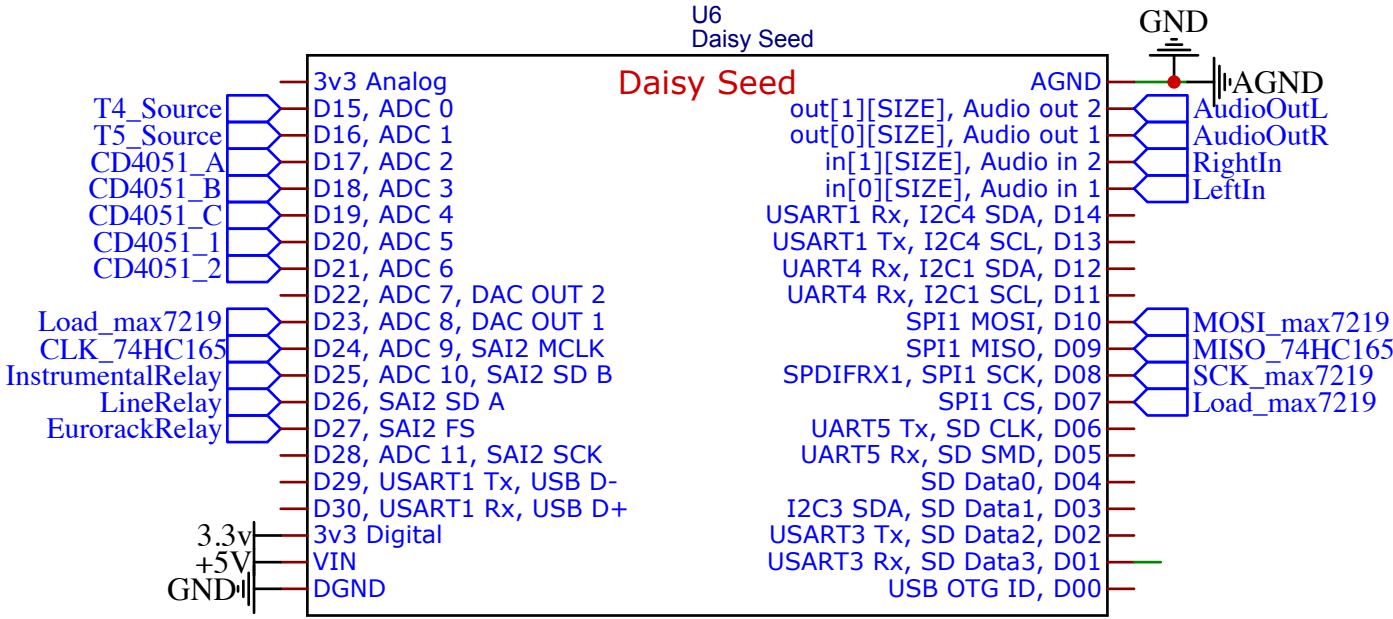 U6
Daisy Seed
GND
Daisy Seed
3v3 Analog AGND AGND
T4_Source D15, ADC 0 out[1][SIZE], Audio out 2 AudioOutL
T5_Source D16, ADC 1 out[0][SIZE], Audio out 1 AudioOutR
CD4051_A D17, ADC 2 in[1][SIZE], Audio in 2 RightIn
CD4051_B D18, ADC 3 in[0][SIZE], Audio in 1 LeftIn
CD4051_C D19, ADC 4 USART1 Rx, I2C4 SDA, D14
CD4051_1 D20, ADC 5 USART1 Tx, I2C4 SCL, D13
CD4051_2 D21, ADC 6 UART4 Rx, I2C1 SDA, D12
D22, ADC 7, DAC OUT 2 UART4 Rx, I2C1 SCL, D11
Load_max7219 D23, ADC 8, DAC OUT 1 SPI1 MOSI, D10 MOSI_max7219
CLK_74HC165 D24, ADC 9, SAI2 MCLK SPI1 MISO, D09 MISO_74HC165
InstrumentalRelay D25, ADC 10, SAI2 SD B SPDIFRX1, SPI1 SCK, D08 SCK_max7219
LineRelay D26, SAI2 SD A SPI1 CS, D07 Load_max7219
EurorackRelay D27, SAI2 FS UART5 Tx, SD CLK, D06
D28, ADC 11, SAI2 SCK UART5 Rx, SD SMD, D05
D29, USART1 Tx, USB D- SD Data0, D04
D30, USART1 Rx, USB D+ I2C3 SDA, SD Data1, D03
3.3v 3v3 Digital USART3 Tx, SD Data2, D02
+5V VIN USART3 Rx, SD Data3, D01
GND DGND USB OTG ID, D00